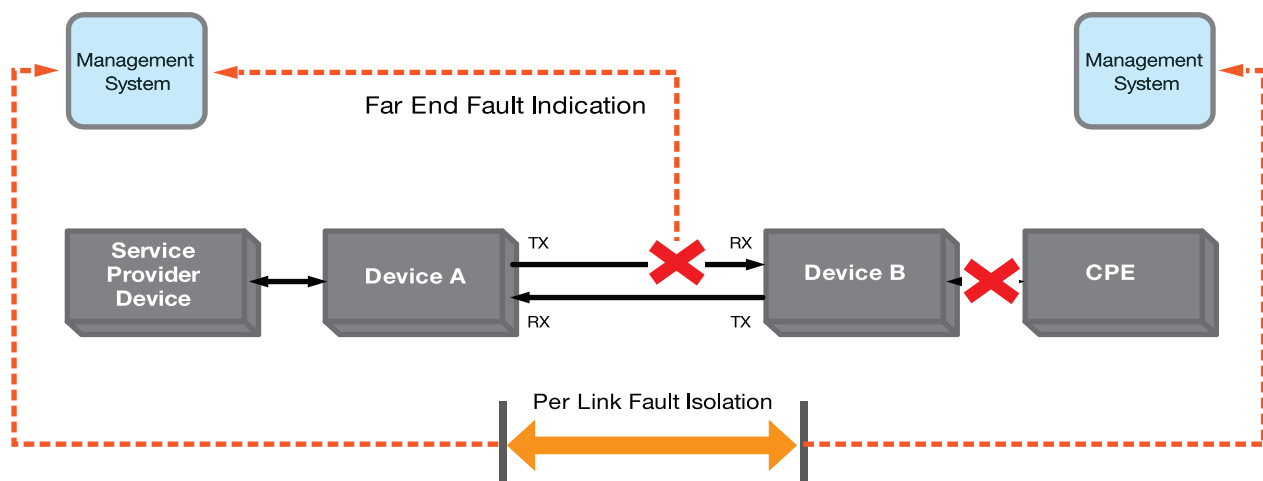 Management
System
Management
System
Far End Fault Indication
Service
Provider
Device
Device A
TX
RX
RX
TX
Device B
CPE
Per Link Fault Isolation